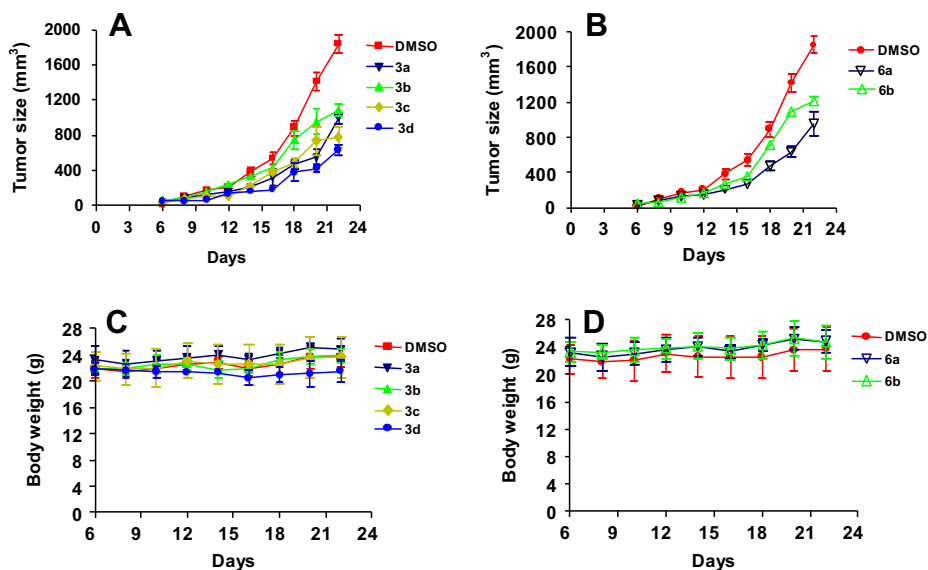 A
Tumor size (mm³)
2000
1600
1200
800
400
0
0 3 6 9 12 15 18 21 24
Days
DMSO
3a
3b
3c
3d
B
Tumor size (mm³)
2000
1600
1200
800
400
0
0 3 6 9 12 15 18 21 24
Days
DMSO
6a
6b
C
Body weight (g)
28
24
20
16
12
8
4
0
6 9 12 15 18 21 24
Days
DMSO
3a
3b
3c
3d
D
Body weight (g)
28
24
20
16
12
8
4
0
6 9 12 15 18 21 24
Days
DMSO
6a
6b